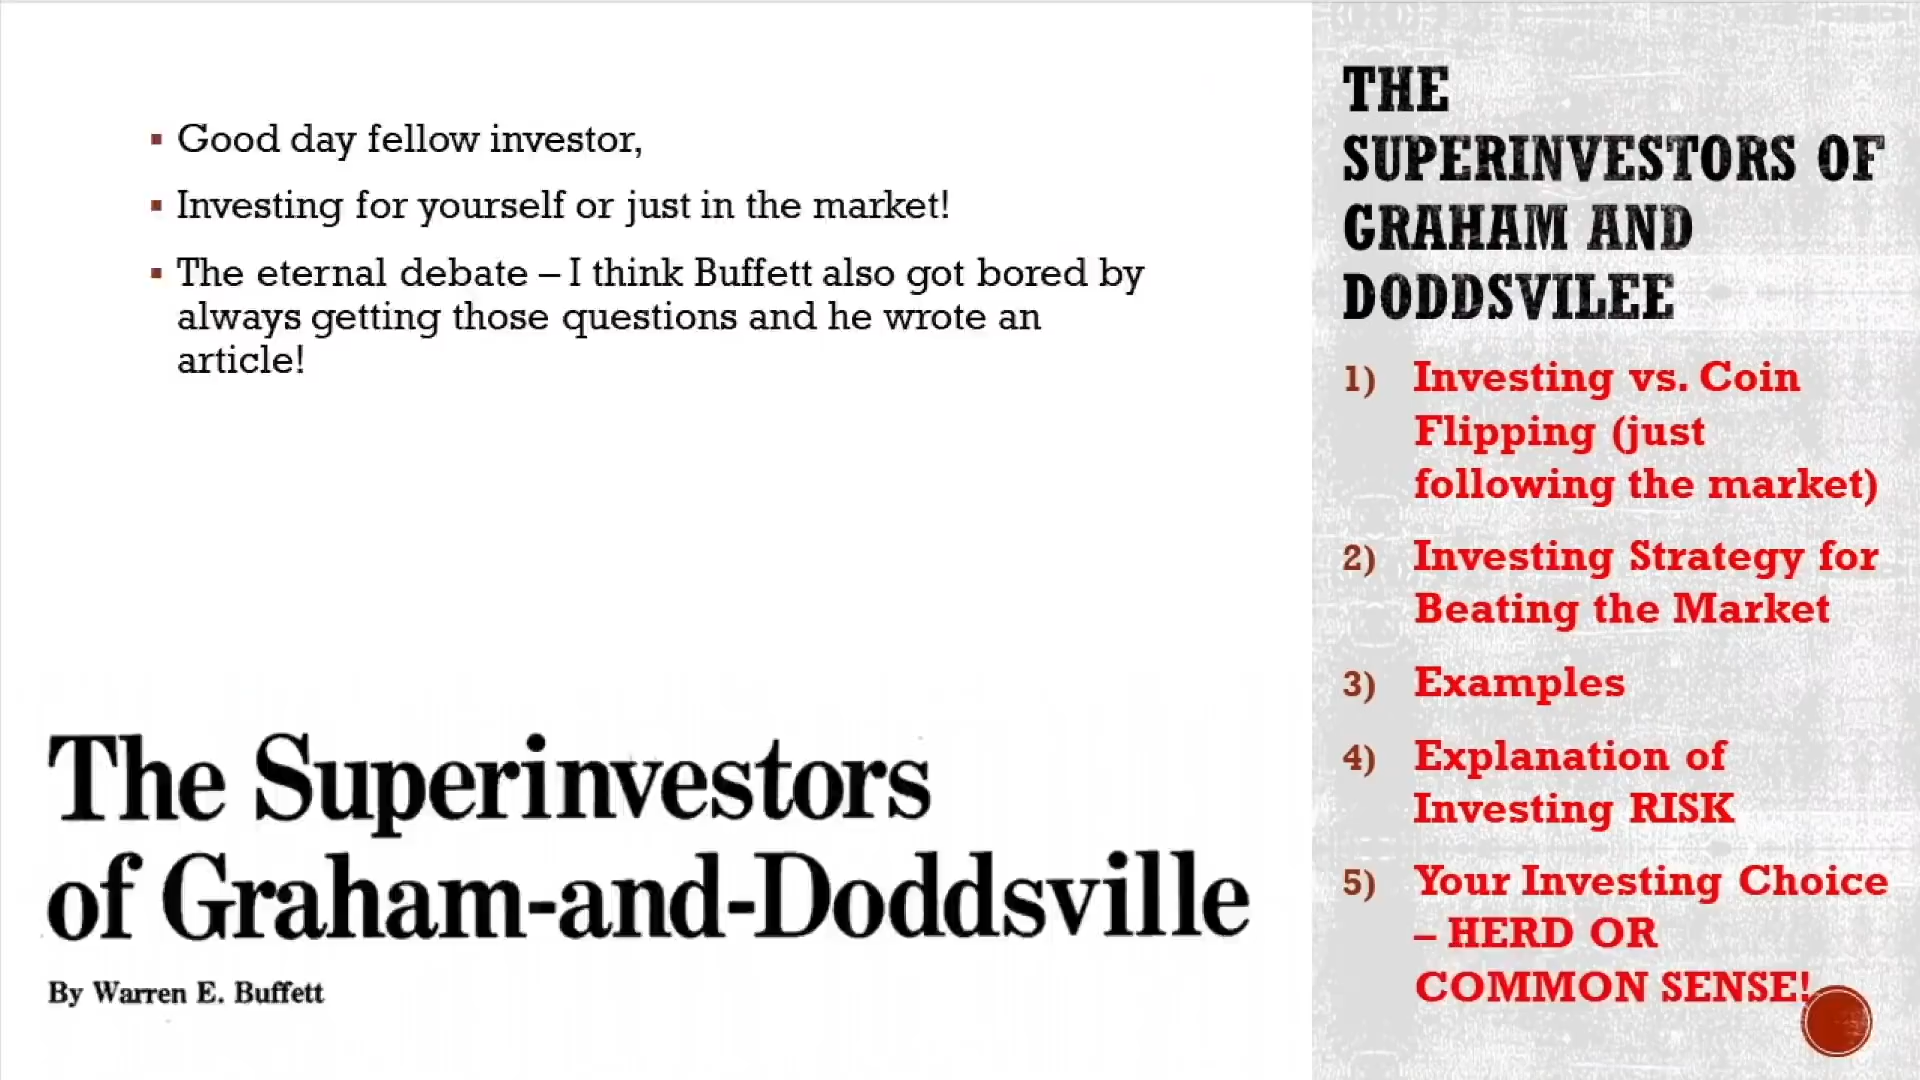 Good day fellow investor,
Investing for yourself or just in the market!
The eternal debate – I think Buffett also got bored by
always getting those questions and he wrote an
article!
The Superinvestors
of Graham-and-Doddsville
By Warren E. Buffett
THE
SUPERINVESTORS OF
GRAHAM AND
DODDSVILEE
1) Investing vs. Coin
Flipping (just
following the market)
2) Investing Strategy for
Beating the Market
3) Examples
4) Explanation of
Investing RISK
5) Your Investing Choice
– HERD OR
COMMON SENSE!